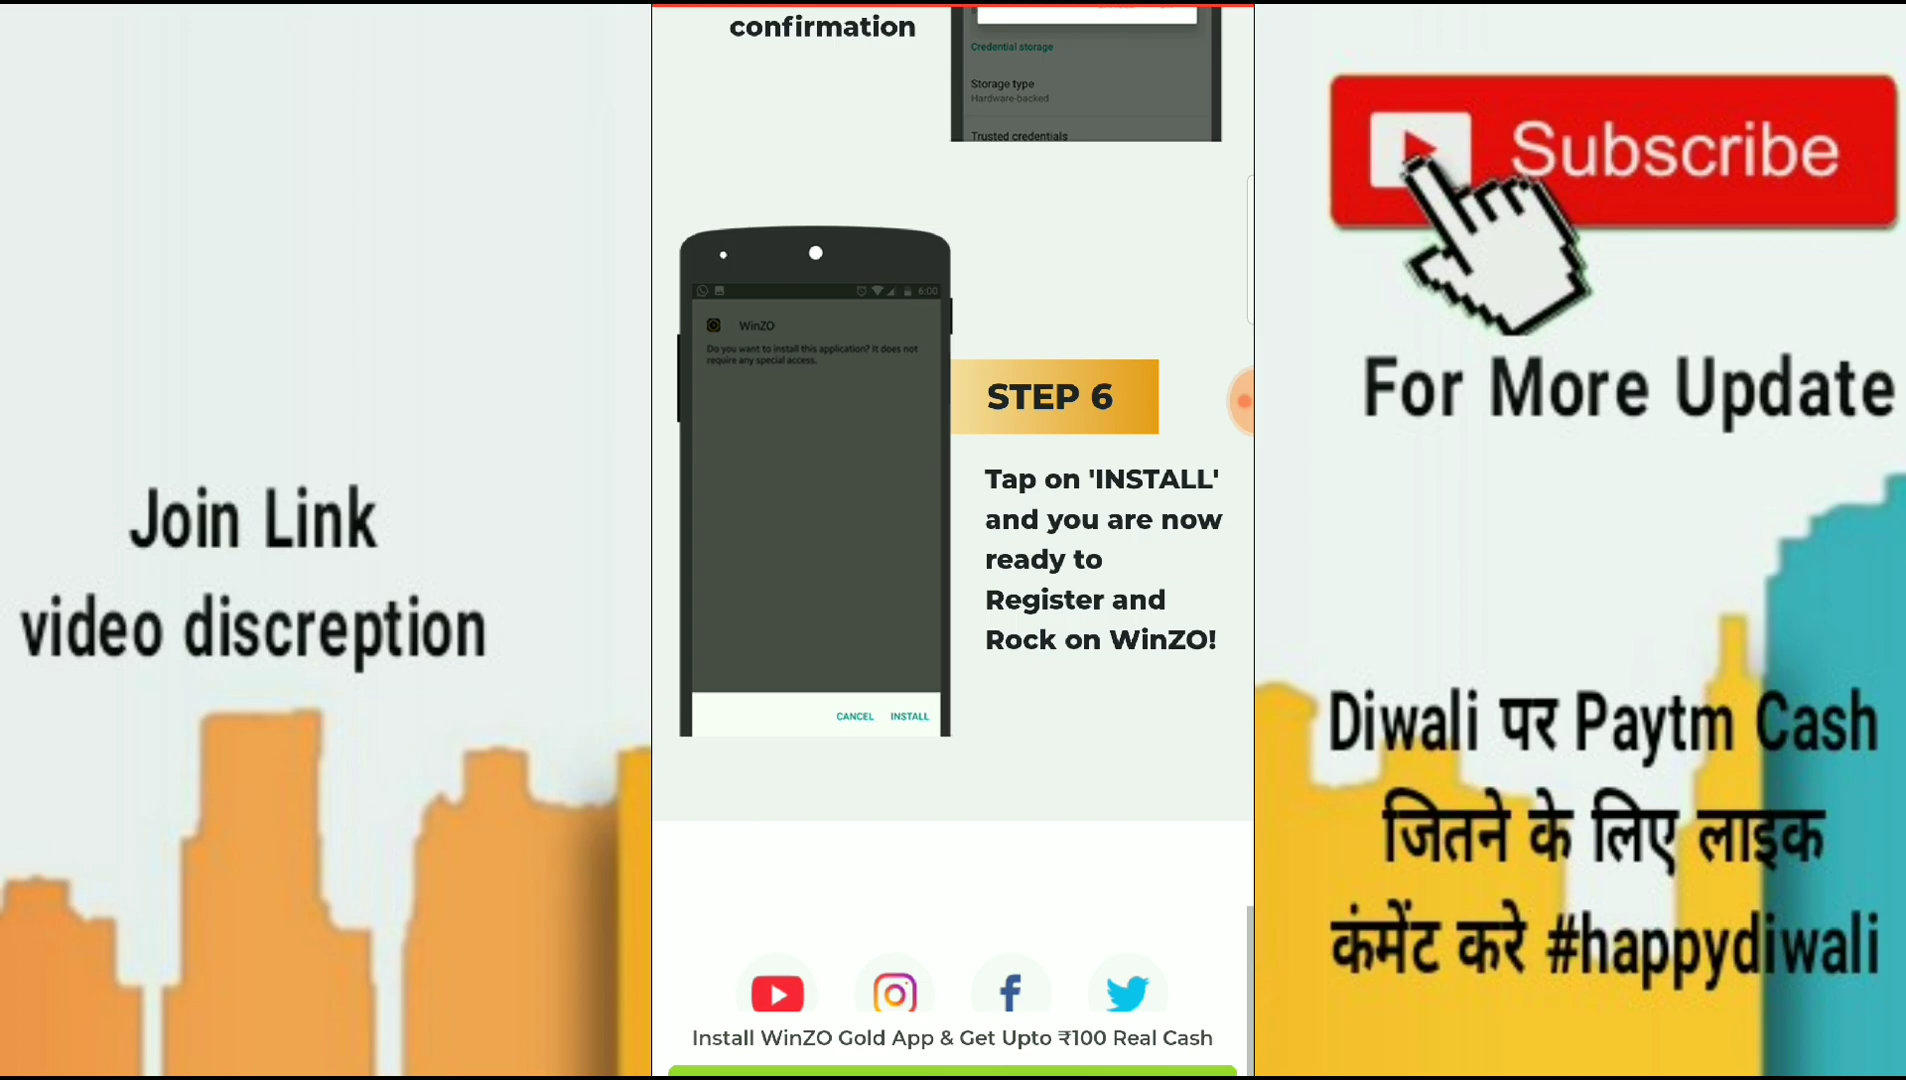 Join Link
video discreption
confirmation
Credential storage
Storage type
Hardware-backed
Trusted credentials
6:00
WinZO
Do you want to install this application? It does not
require any special access.
CANCEL INSTALL
STEP 6
Tap on 'INSTALL'
and you are now
ready to
Register and
Rock on WinZO!
Install WinZO Gold App & Get Upto ₹100 Real Cash
Subscribe
For More Update
Diwali पर Paytm Cash
जितने के लिए लाइक
कंमेंट करे #happydiwali